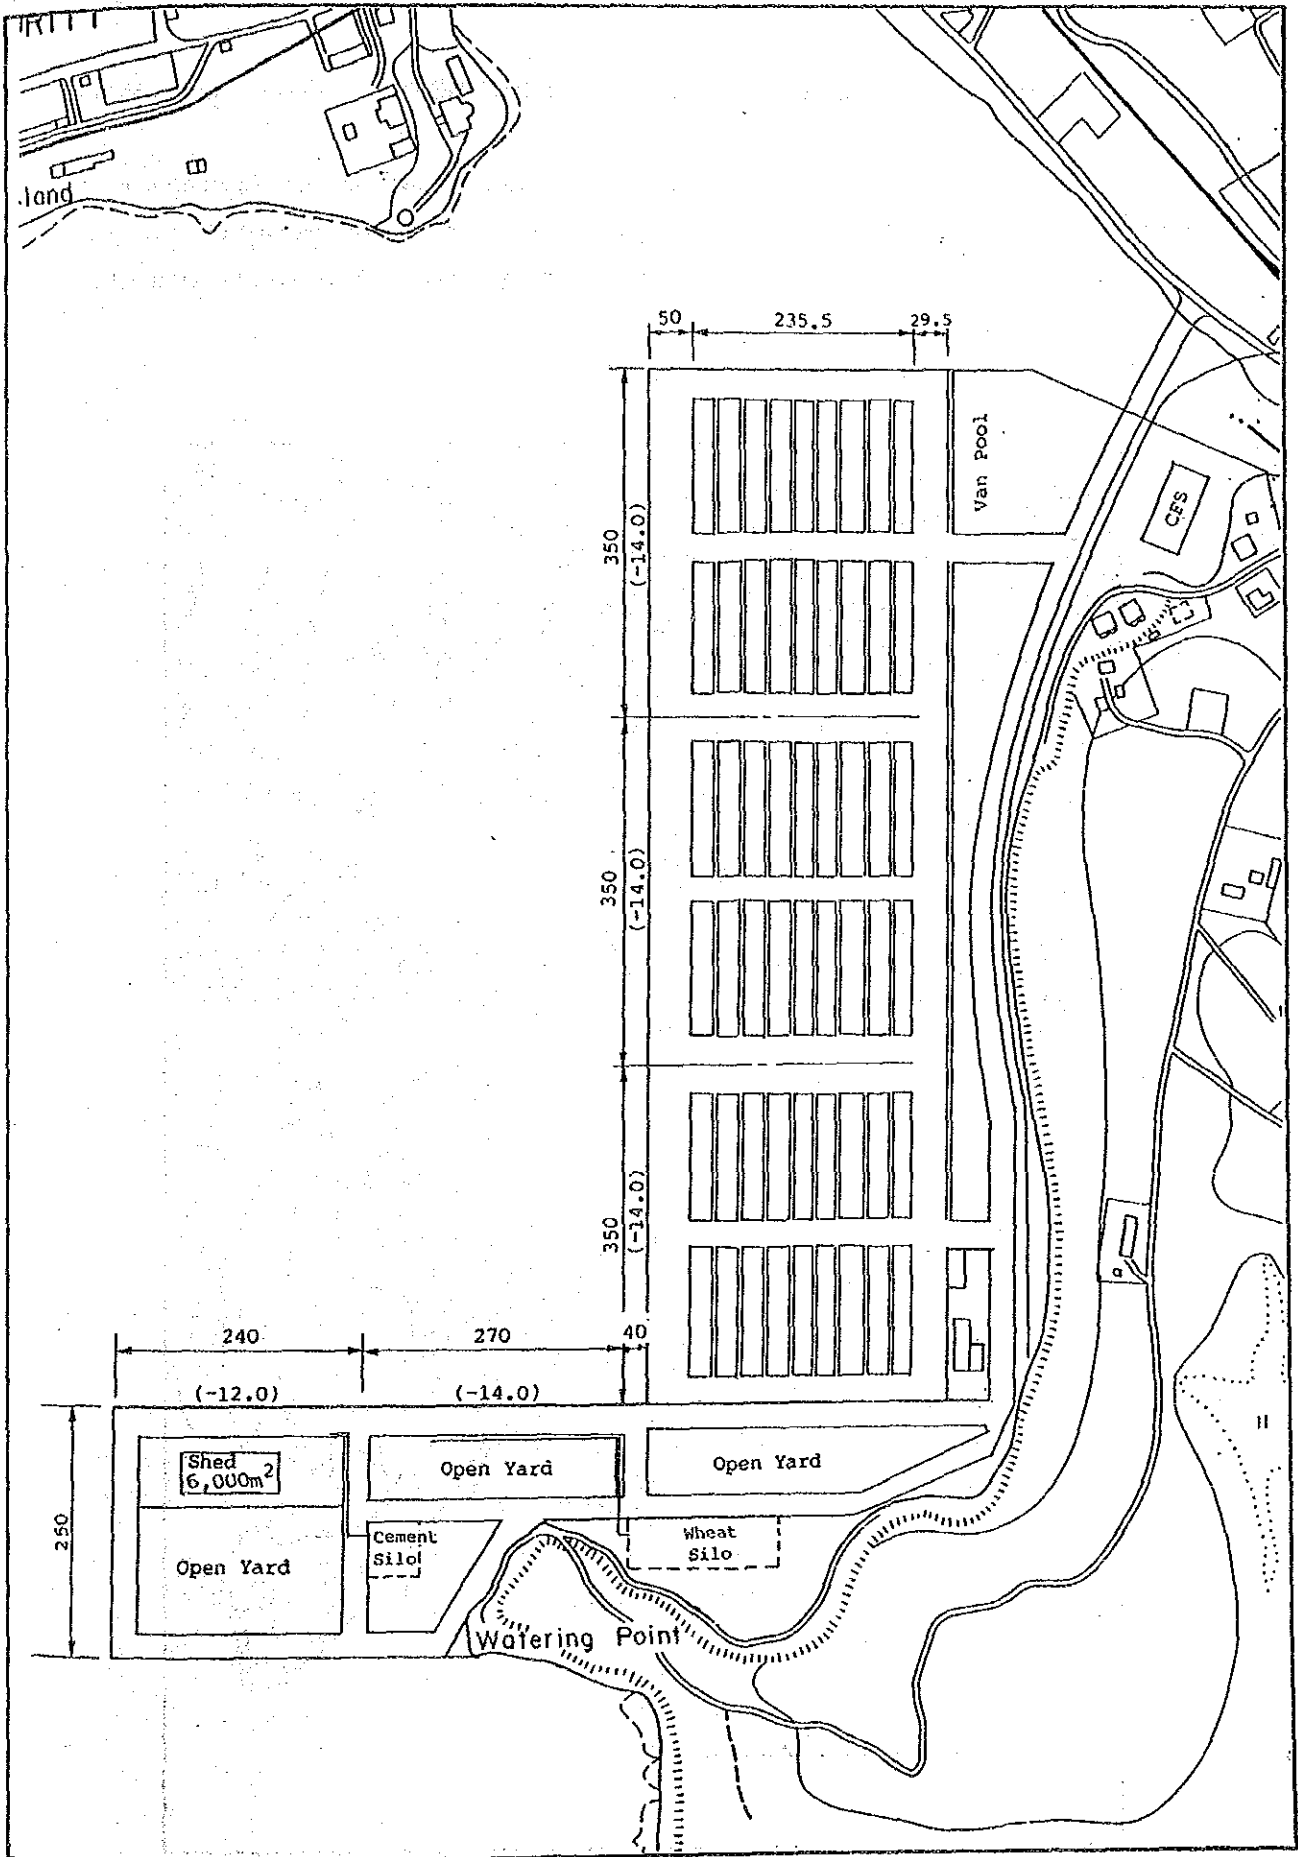 land
50
235.5
29.5
Van Pool
CFS
350
(-14.0)
350
(-14.0)
350
(-14.0)
240
270
40
(-12.0)
(-14.0)
250
Shed
6,000m²
Open Yard
Open Yard
Open Yard
Cement
Silo
Wheat
Silo
Watering Point